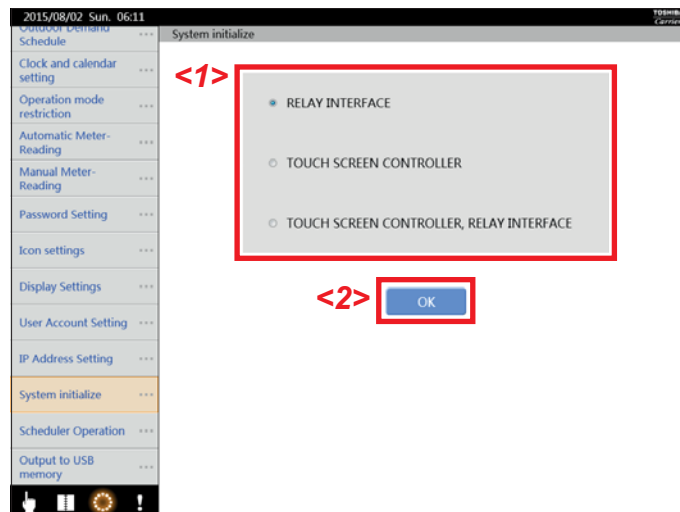 2015/08/02 Sun. 06:11
TOSHIBA
Carrier
Outdoor Demand
Schedule
Clock and calendar
setting
Operation mode
restriction
Automatic Meter-
Reading
Manual Meter-
Reading
Password Setting
Icon settings
Display Settings
User Account Setting
IP Address Setting
System initialize
Scheduler Operation
Output to USB
memory
System initialize
<1>
RELAY INTERFACE
TOUCH SCREEN CONTROLLER
TOUCH SCREEN CONTROLLER, RELAY INTERFACE
<2>
OK